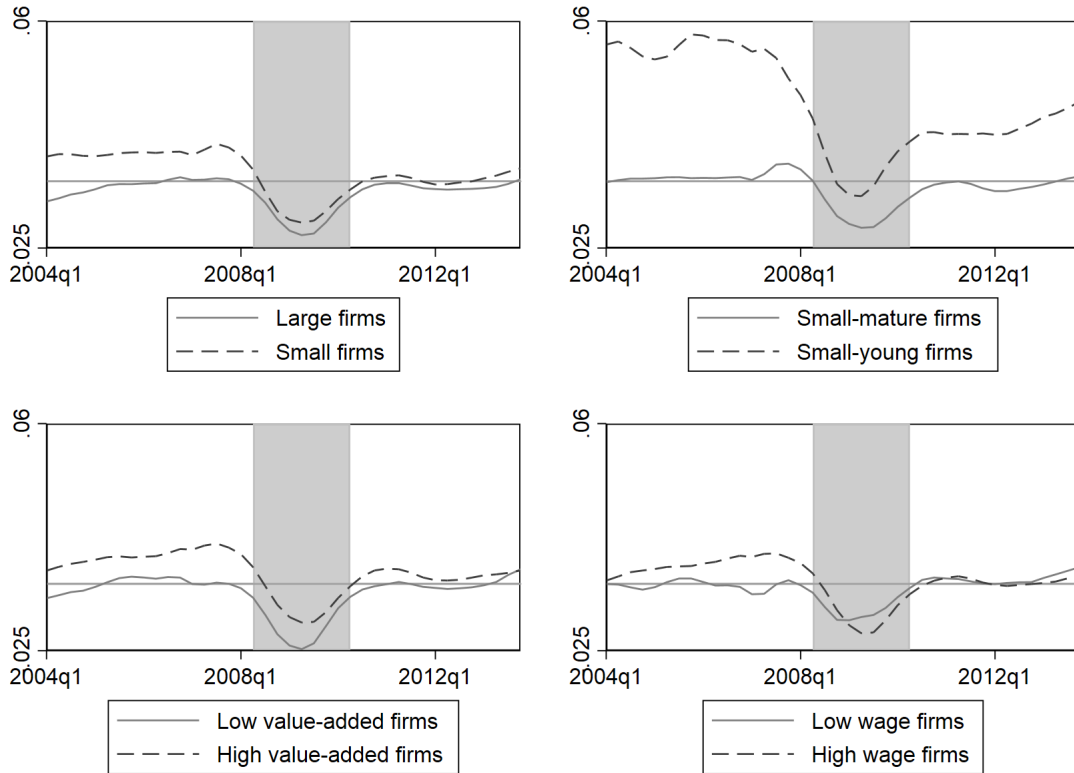 .06
.025
2004q1 2008q1 2012q1
Large firms
Small firms
.06
.025
2004q1 2008q1 2012q1
Small-mature firms
Small-young firms
.06
.025
2004q1 2008q1 2012q1
Low value-added firms
High value-added firms
.06
.025
2004q1 2008q1 2012q1
Low wage firms
High wage firms